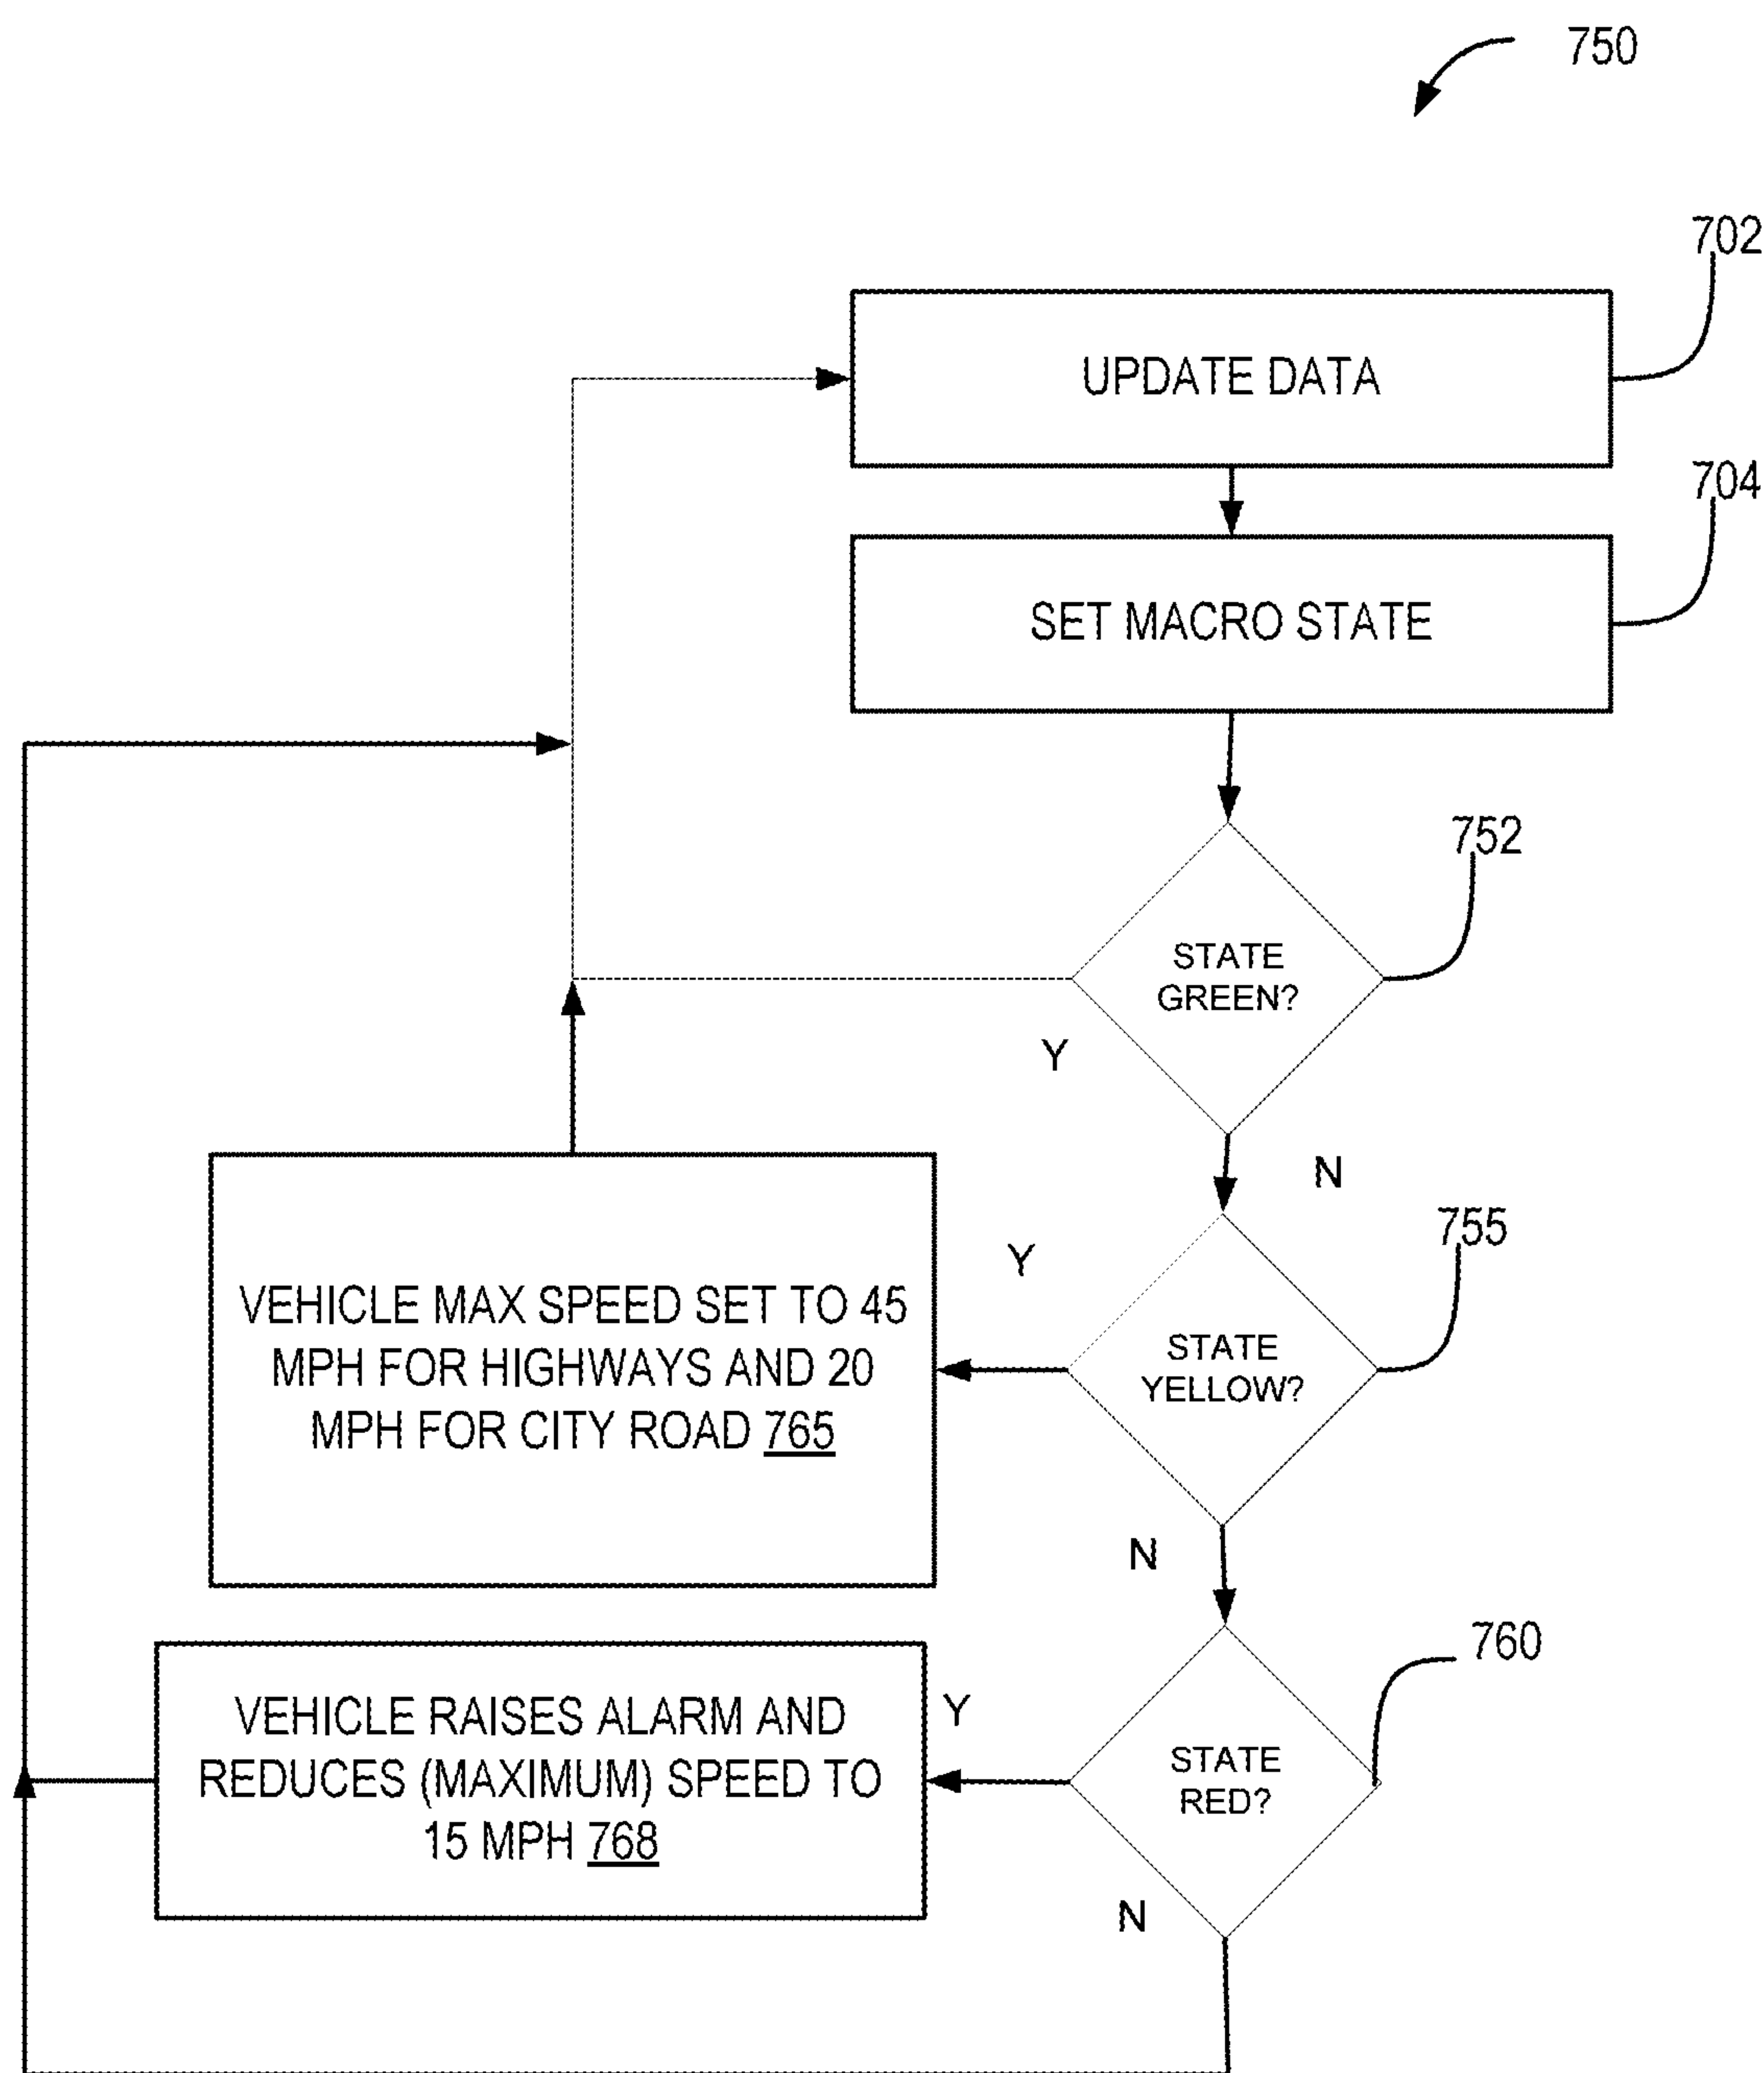 750
702
UPDATE DATA
704
SET MACRO STATE
752
STATE
GREEN?
Y
N
755
Y
VEHICLE MAX SPEED SET TO 45
MPH FOR HIGHWAYS AND 20
MPH FOR CITY ROAD 765
STATE
YELLOW?
N
760
Y
VEHICLE RAISES ALARM AND
REDUCES (MAXIMUM) SPEED TO
15 MPH 768
STATE
RED?
N